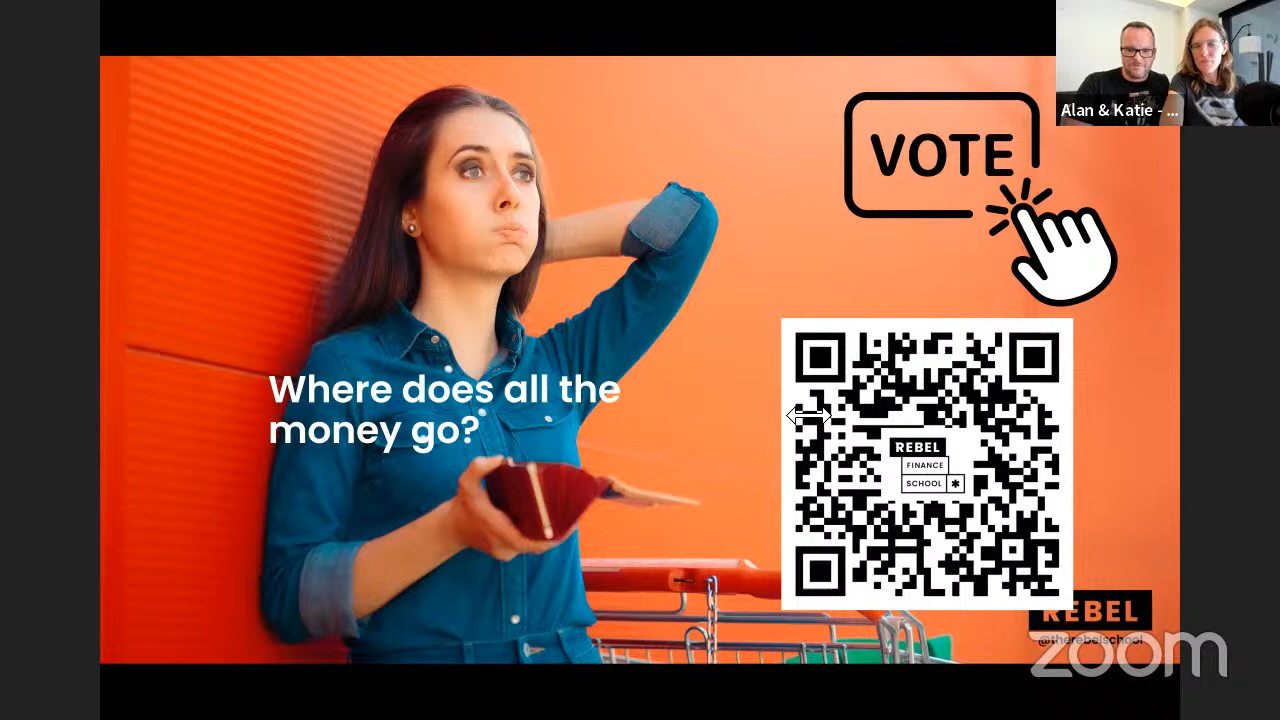 Alan & Katie - ...
VOTE
Where does all the
money go?
REBEL
FINANCE
SCHOOL *
REBEL
@therebelschool
zoom